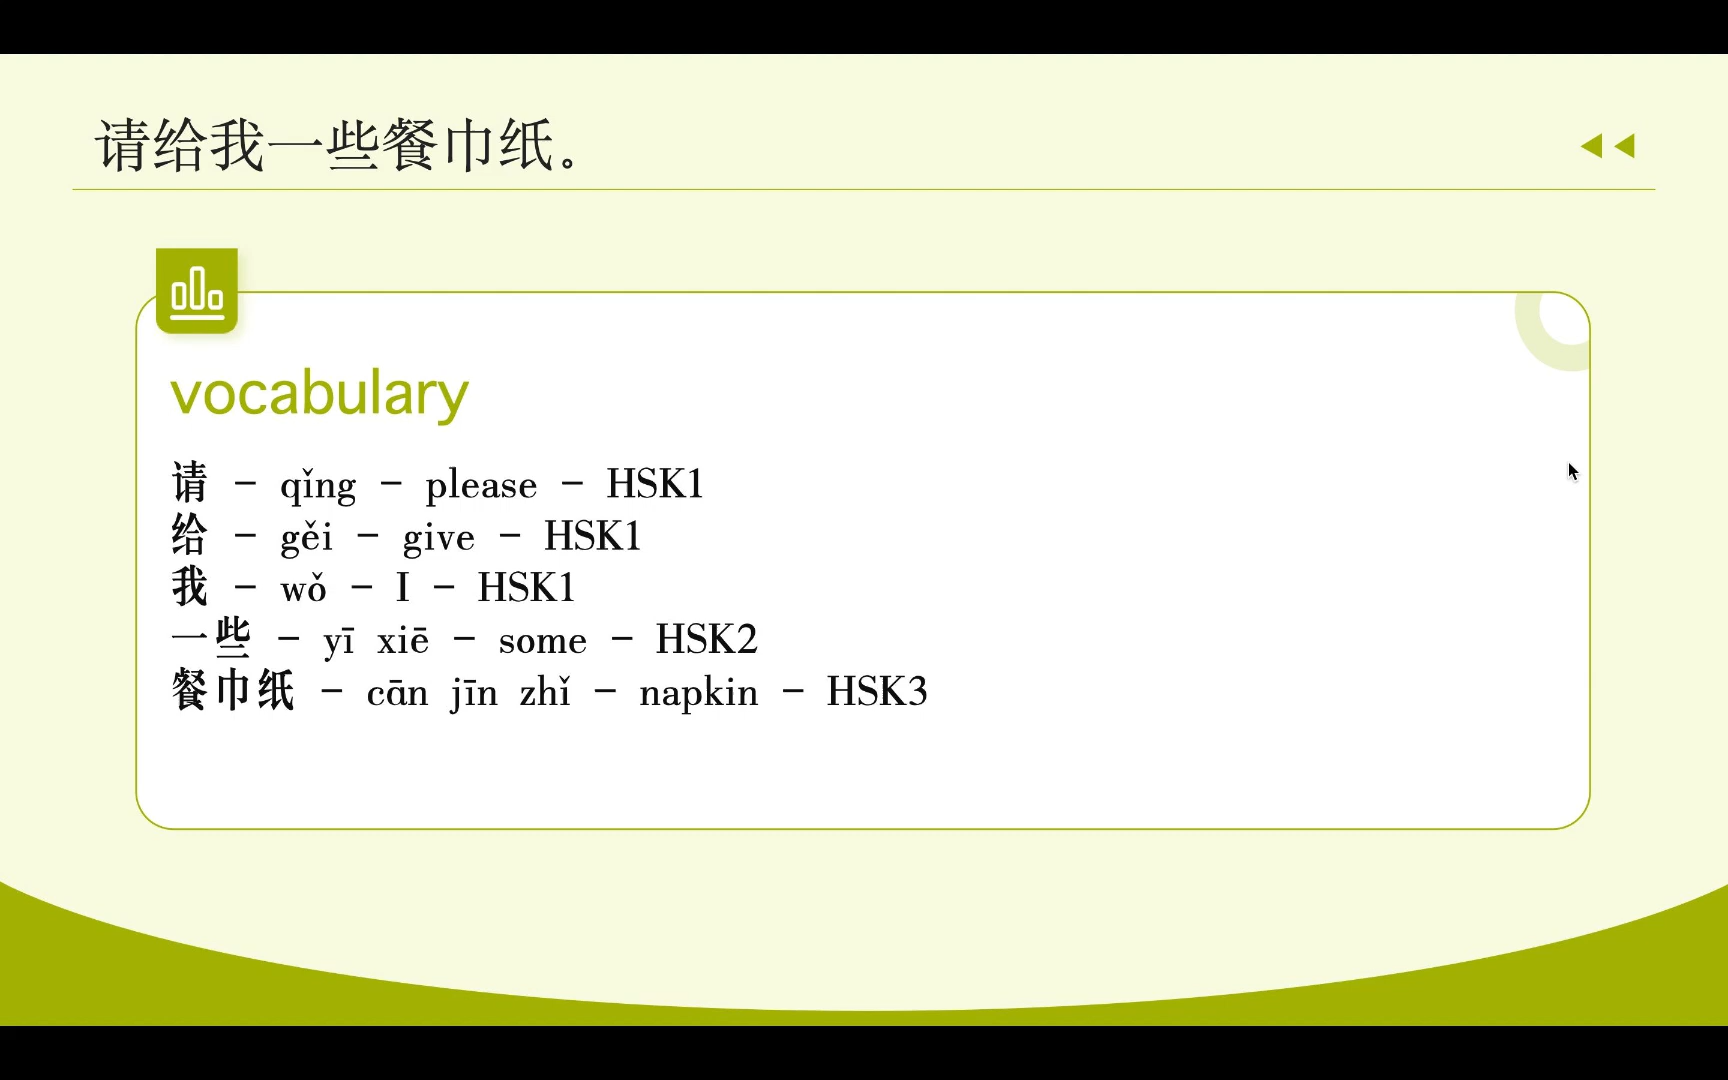 请给我一些餐巾纸。
vocabulary
请 - qǐng - please - HSK1
给 - gěi - give - HSK1
我 - wǒ - I - HSK1
一些 - yī xiē - some - HSK2
餐巾纸 - cān jīn zhǐ - napkin - HSK3